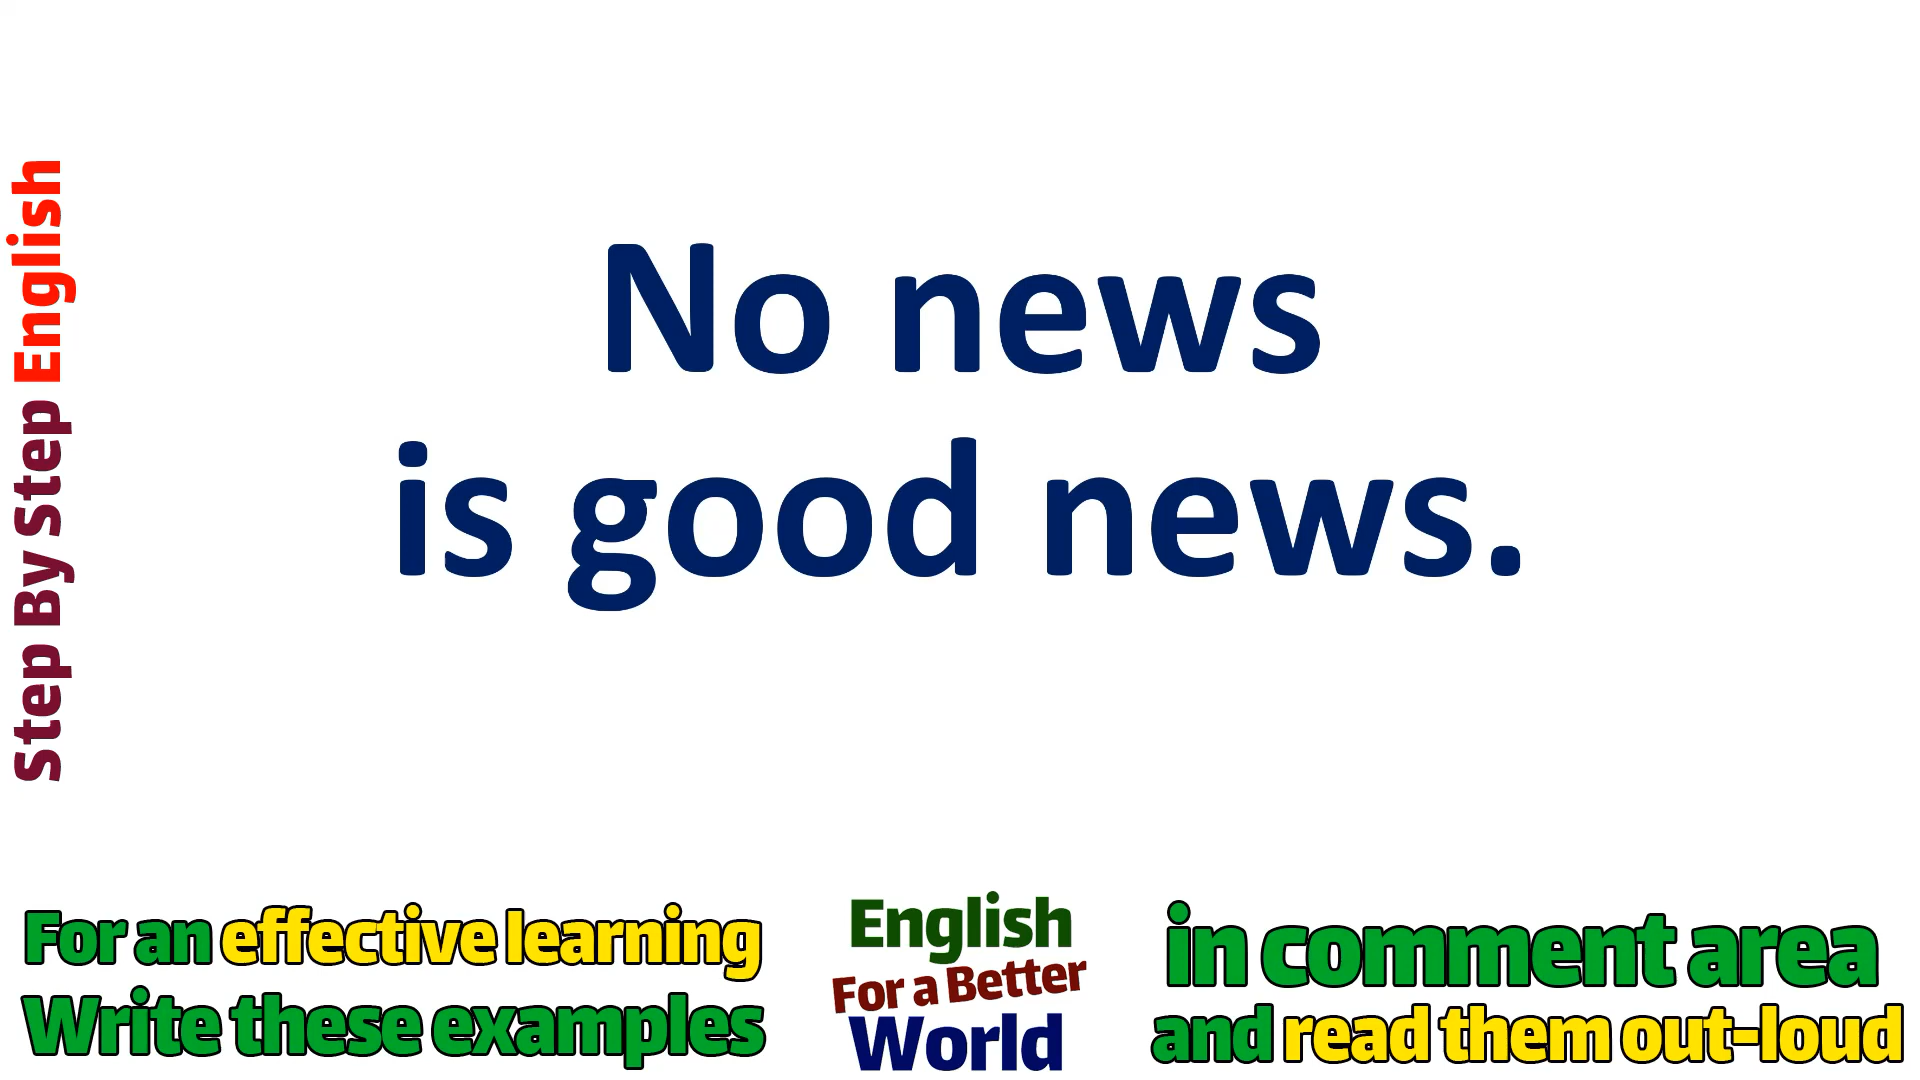 Step By Step English
No news
is good news.
For an effective learning
Write these examples
English
For a Better
World
in comment area
and read them out-loud